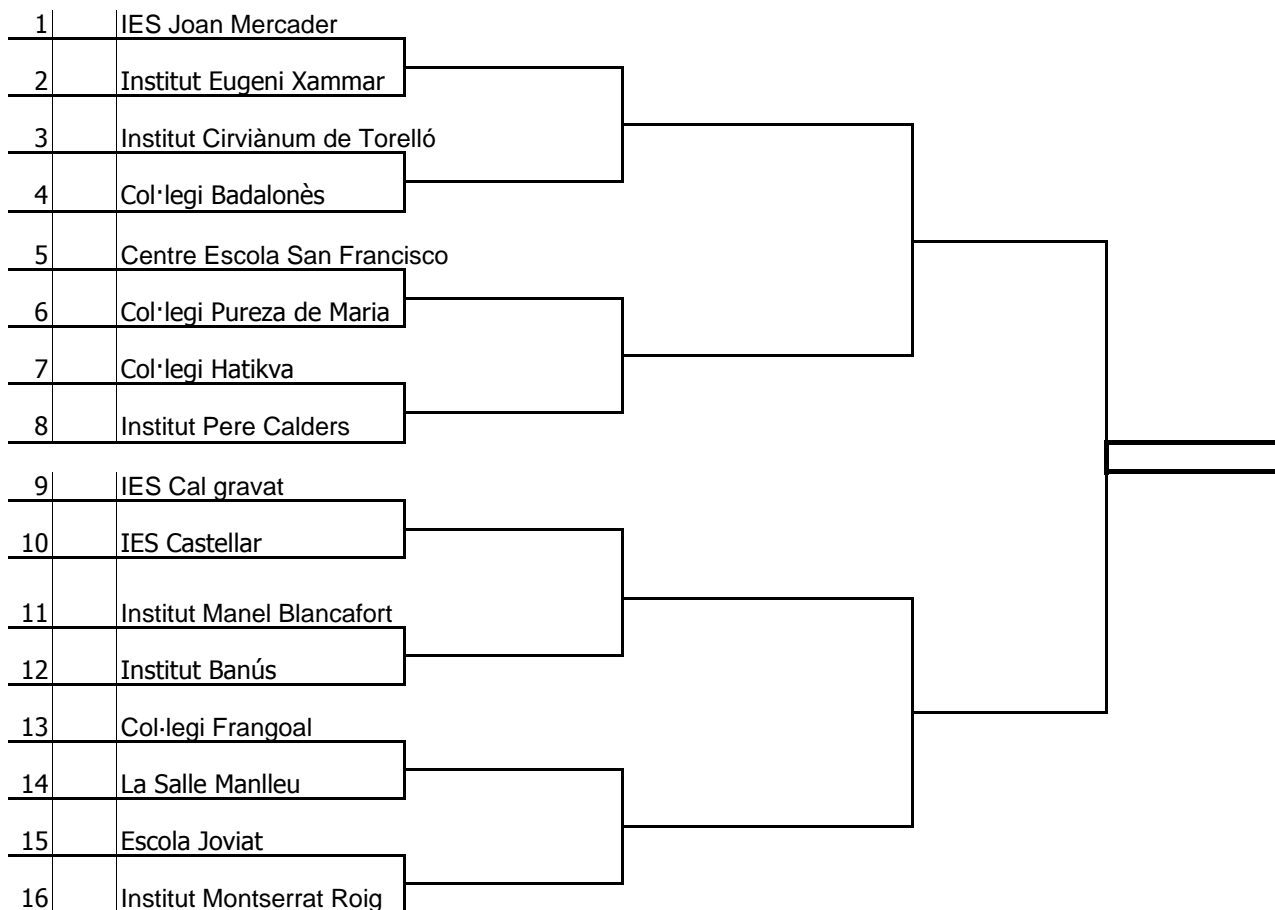 1 IES Joan Mercader
2 Institut Eugeni Xammar
3 Institut Cirviànum de Torelló
4 Col·legi Badalonès
5 Centre Escola San Francisco
6 Col·legi Pureza de Maria
7 Col·legi Hatikva
8 Institut Pere Calders
9 IES Cal gravat
10 IES Castellar
11 Institut Manel Blancafort
12 Institut Banús
13 Col·legi Frangoal
14 La Salle Manlleu
15 Escola Joviat
16 Institut Montserrat Roig